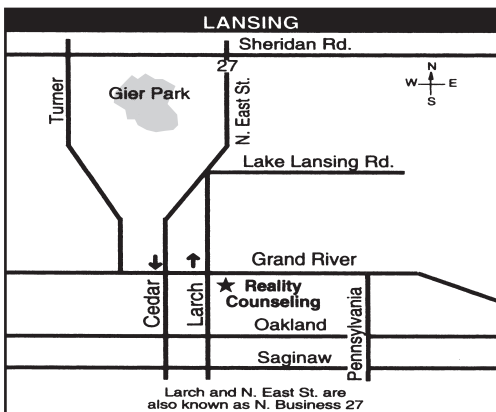 LANSING
Sheridan Rd.
27
N
W E
S
Turner
Gier Park
N. East St.
Lake Lansing Rd.
Grand River
Cedar
Larch
Reality
Counseling
Pennsylvania
Oakland
Saginaw
Larch and N. East St. are
also known as N. Business 27